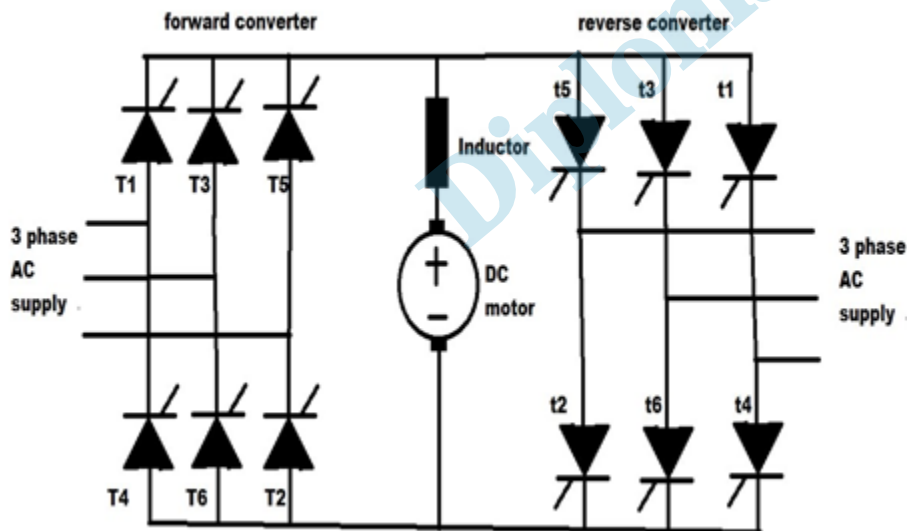 forward converter
reverse converter
t5
t3
t1
T1
T3
T5
Inductor
3 phase
AC
supply
DC
motor
3 phase
AC
supply
t2
t6
t4
T4
T6
T2
Diplom